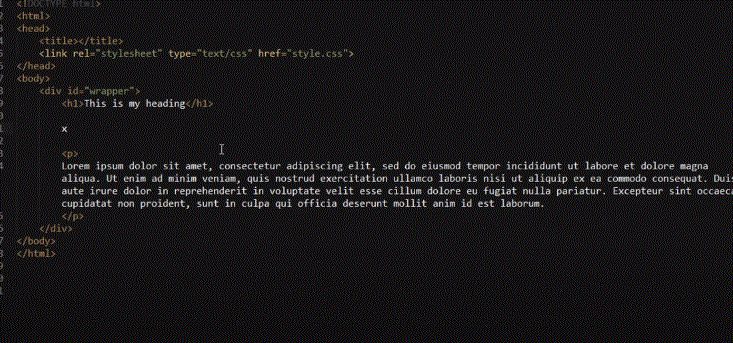 <!DOCTYPE html>
<html>
<head>
<title></title>
<link rel="stylesheet" type="text/css" href="style.css">
</head>
<body>
<div id="wrapper">
<h1>This is my heading</h1>
x
<p>
Lorem ipsum dolor sit amet, consectetur adipiscing elit, sed do eiusmod tempor incididunt ut labore et dolore magna
aliqua. Ut enim ad minim veniam, quis nostrud exercitation ullamco laboris nisi ut aliquip ex ea commodo consequat. Duis
aute irure dolor in reprehenderit in voluptate velit esse cillum dolore eu fugiat nulla pariatur. Excepteur sint occaeca
cupidatat non proident, sunt in culpa qui officia deserunt mollit anim id est laborum.
</p>
</div>
</body>
</html>